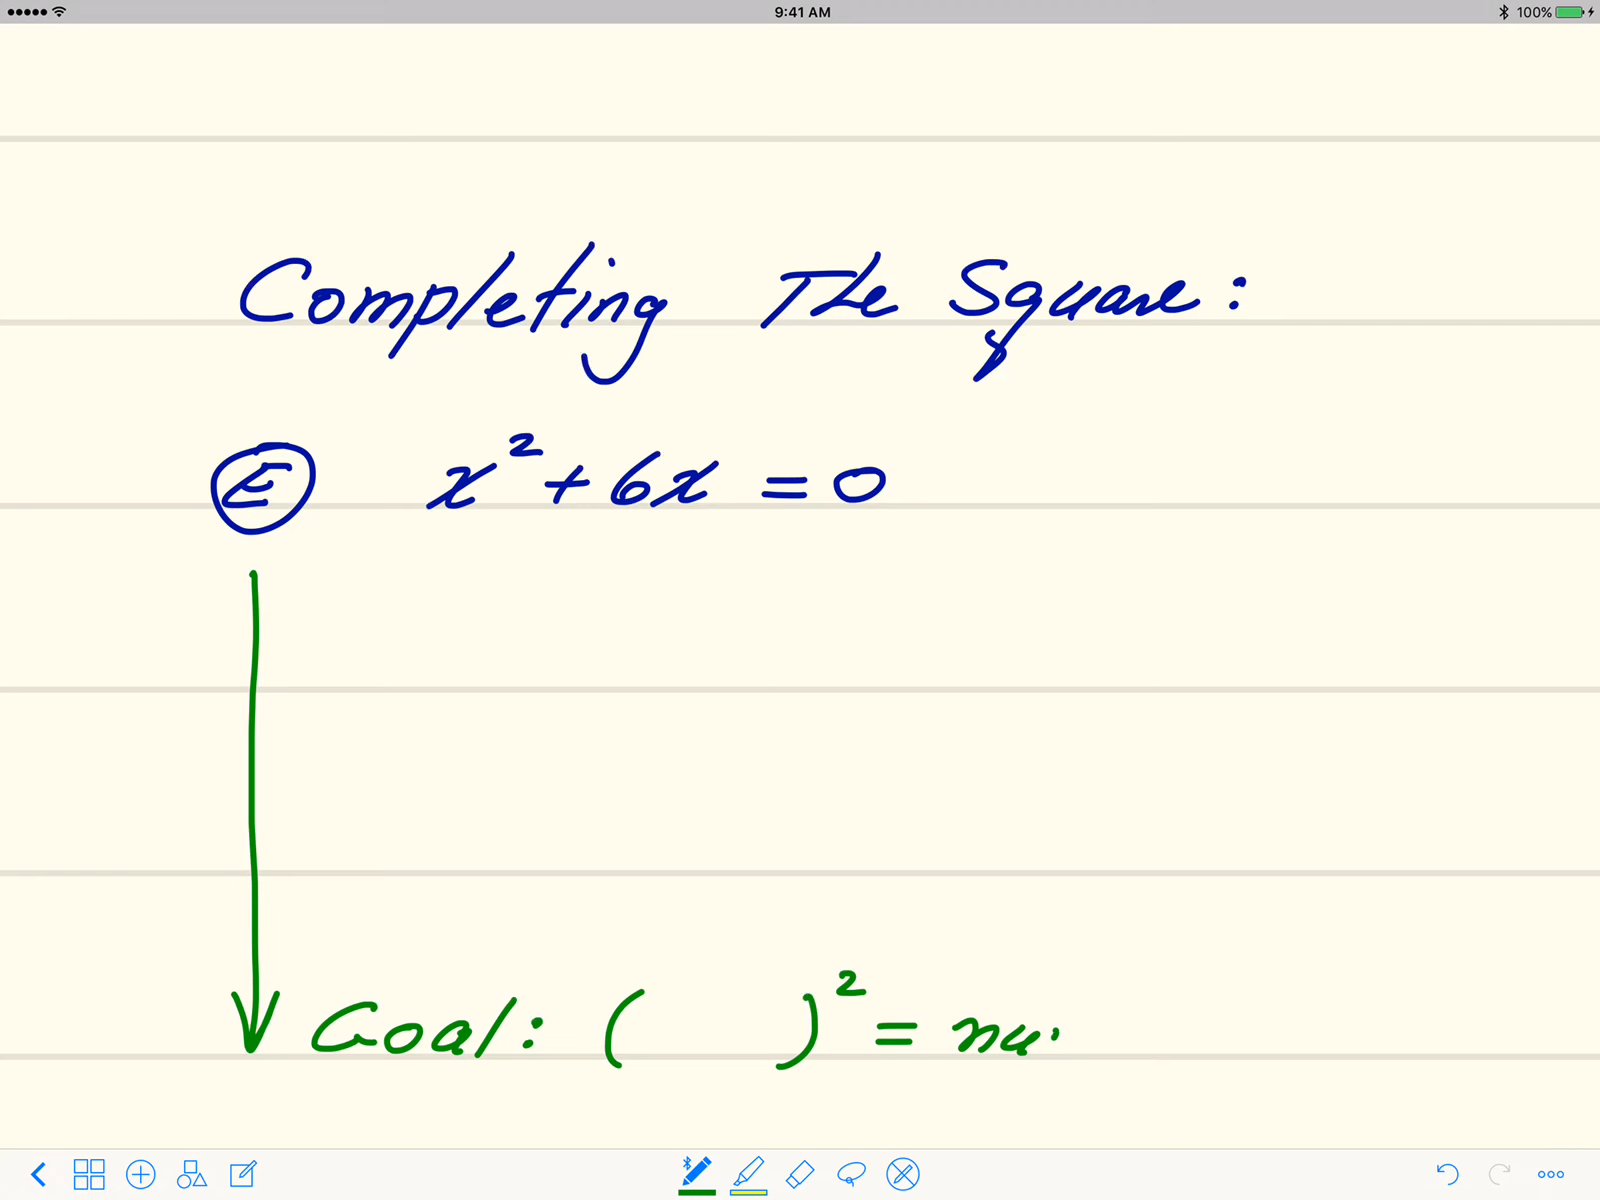 9:41 AM
100%
Completing The Square:
E x² + 6x = 0
Goal: ( )² = nu